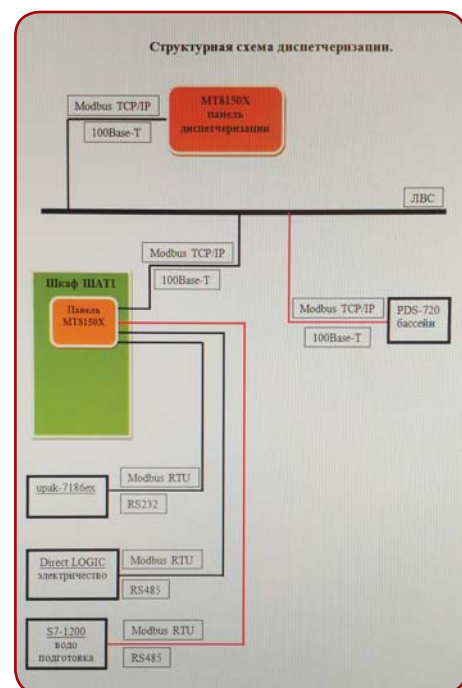 Структурная схема диспетчеризации.
МТ8150X
панель
диспетчеризации
Modbus TCP/IP
100Base-T
ЛВС
Modbus TCP/IP
100Base-T
Шкаф ШАТ1
Панель
МТ8150X
Modbus TCP/IP
100Base-T
PDS-720
бассейн
upak-7186ex
Modbus RTU
RS232
Direct LOGIC
электричество
Modbus RTU
RS485
S7-1200
водо
подготовка
Modbus RTU
RS485